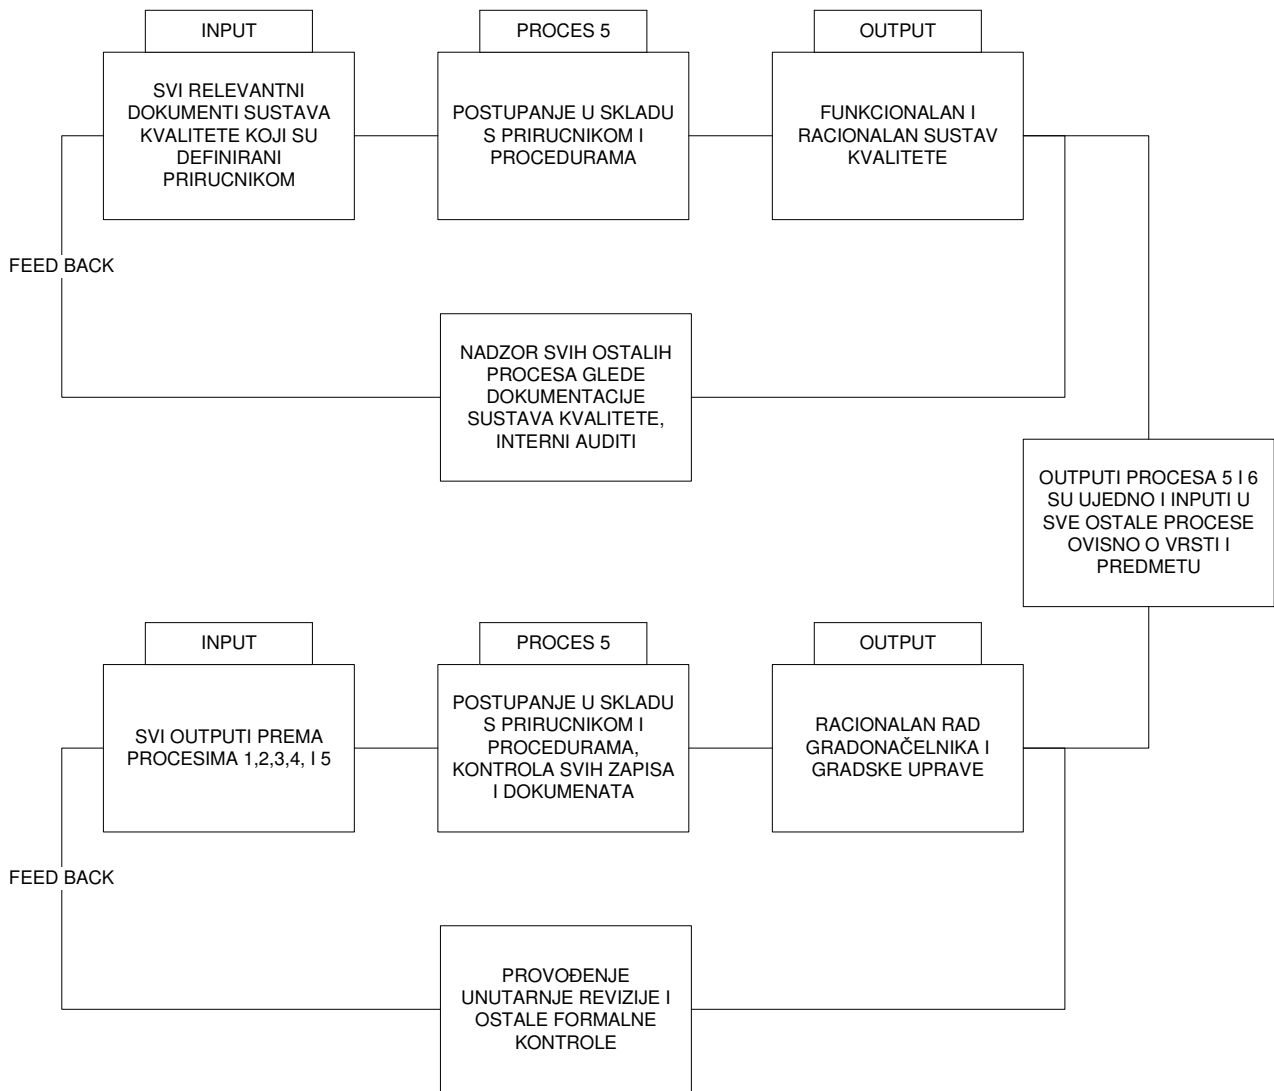 INPUT
PROCES 5
OUTPUT
SVI RELEVANTNI
DOKUMENTI SUSTAVA
KVALITETE KOJI SU
DEFINIRANI
PRIRUCNIKOM
POSTUPANJE U SKLADU
S PRIRUCNIKOM I
PROCEDURAMA
FUNKCIONALAN I
RACIONALAN SUSTAV
KVALITETE
FEED BACK
NADZOR SVIH OSTALIH
PROCESA GLEDE
DOKUMENTACIJE
SUSTAVA KVALITETE,
INTERNI AUDITI
OUTPUTI PROCESA 5 I 6
SU UJEDNO I INPUTI U
SVE OSTALE PROCESE
OVISNO O VRSTI I
PREDMETU
INPUT
PROCES 5
OUTPUT
SVI OUTPUTI PREMA
PROCESIMA 1,2,3,4, I 5
POSTUPANJE U SKLADU
S PRIRUCNIKOM I
PROCEDURAMA,
KONTROLA SVIH ZAPISA
I DOKUMENATA
RACIONALAN RAD
GRADONAČELNIKA I
GRADSKE UPRAVE
FEED BACK
PROVOĐENJE
UNUTARNJE REVIZIJE I
OSTALE FORMALNE
KONTROLE